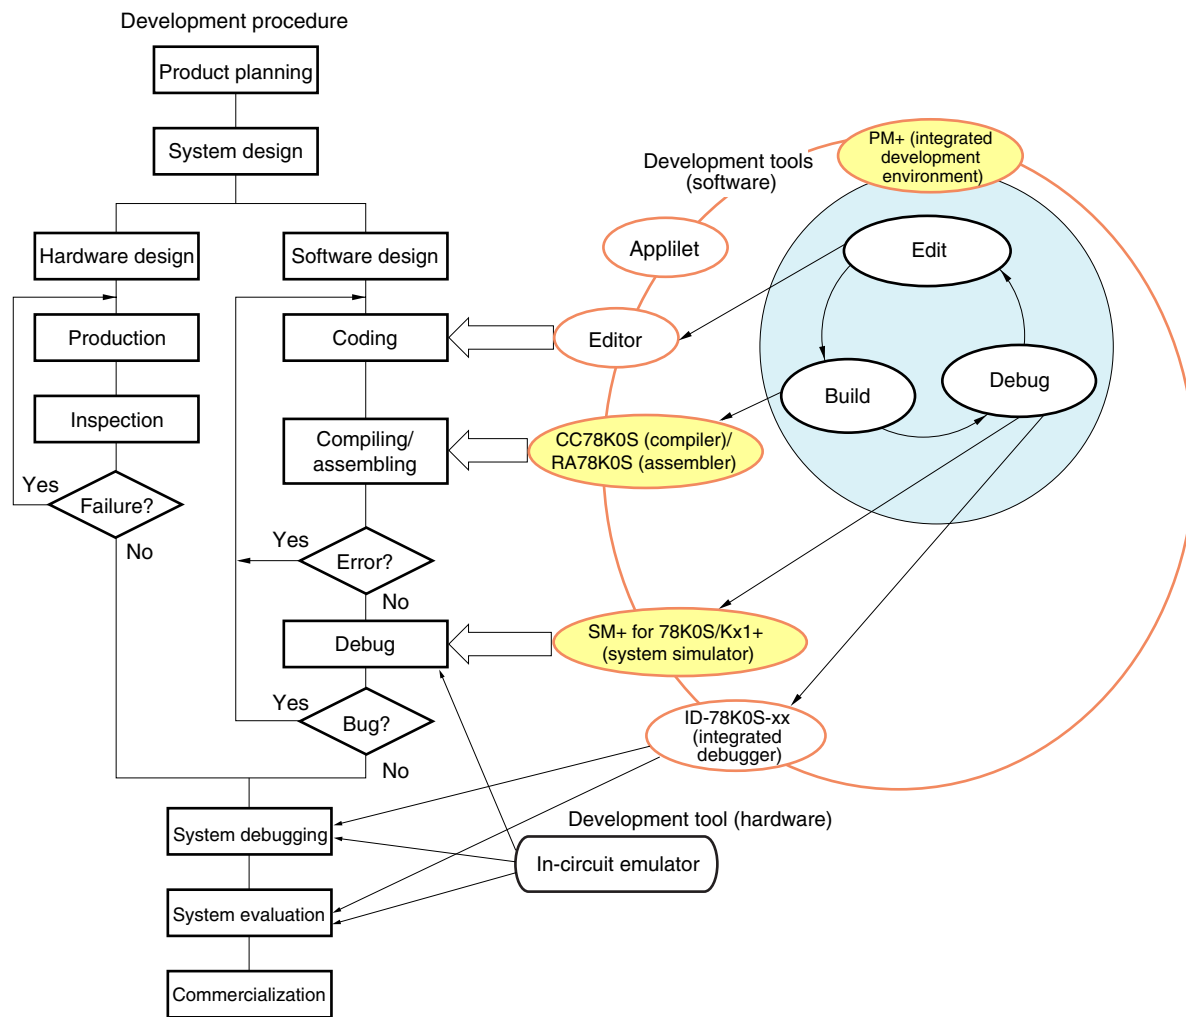 Development procedure
Product planning
System design
Hardware design
Software design
Production
Coding
Inspection
Compiling/
assembling
Yes
Failure?
No
Yes
Error?
No
Debug
Yes
Bug?
No
System debugging
System evaluation
Commercialization
Development tools
(software)
PM+ (integrated
development
environment)
Applilet
Edit
Editor
Build
Debug
CC78K0S (compiler)/
RA78K0S (assembler)
SM+ for 78K0S/Kx1+
(system simulator)
ID-78K0S-xx
(integrated
debugger)
Development tool (hardware)
In-circuit emulator